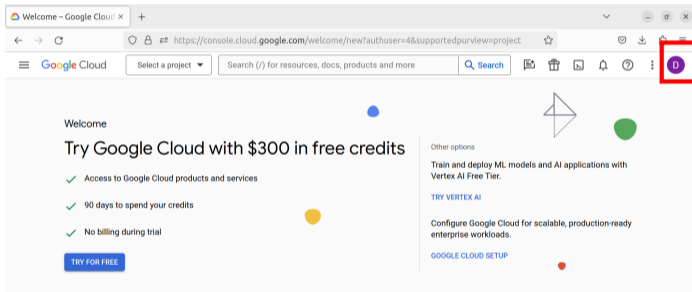 Welcome – Google Cloud × +
https://console.cloud.google.com/welcome/new?authuser=4&supportedpurview=project
Google Cloud Select a project Search (/) for resources, docs, products and more Search D
Welcome
Try Google Cloud with $300 in free credits
Access to Google Cloud products and services
90 days to spend your credits
No billing during trial
TRY FOR FREE
Other options
Train and deploy ML models and AI applications with
Vertex AI Free Tier.
TRY VERTEX AI
Configure Google Cloud for scalable, production-ready
enterprise workloads.
GOOGLE CLOUD SETUP